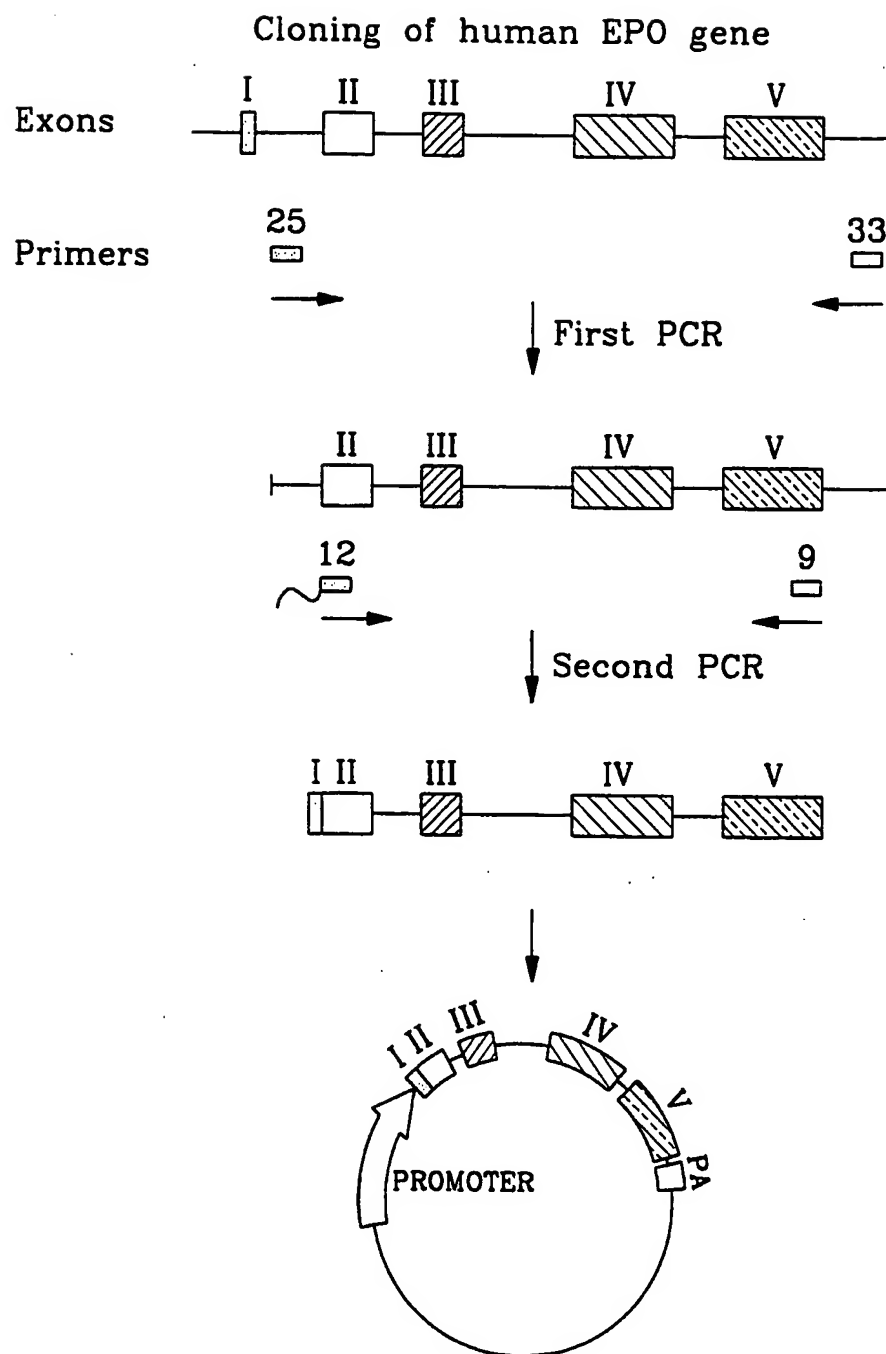 Cloning of human EPO gene
I II III IV V
Exons
25 33
Primers
First PCR
II III IV V
12 9
Second PCR
I II III IV V
I II III IV V
PROMOTER PA